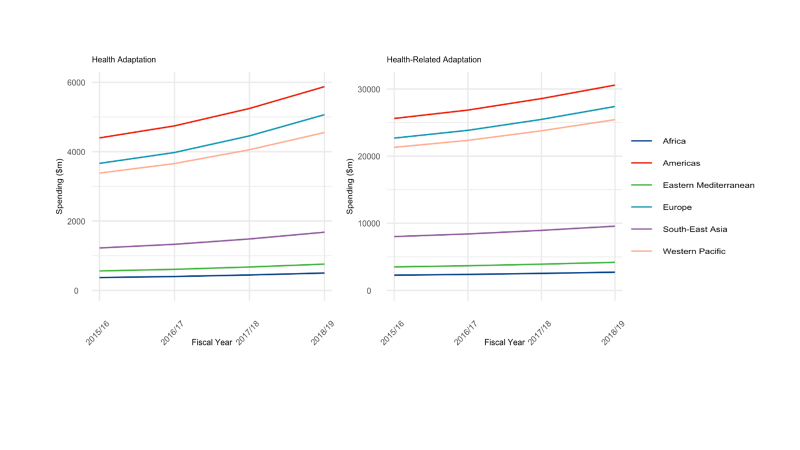 Health Adaptation
Spending ($m)
6000
4000
2000
0
2015/16
2016/17
2017/18
2018/19
Fiscal Year
Health-Related Adaptation
Spending ($m)
30000
20000
10000
0
2015/16
2016/17
2017/18
2018/19
Fiscal Year
Africa
Americas
Eastern Mediterranean
Europe
South-East Asia
Western Pacific